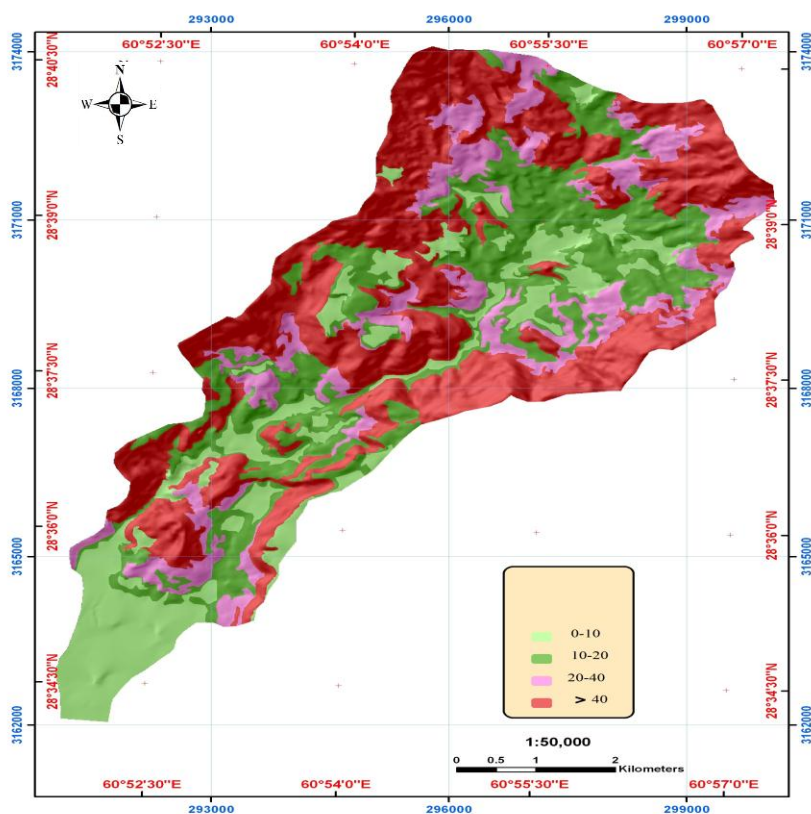 293000 296000 299000
60°52'30"E 60°54'0"E 60°55'30"E 60°57'0"E
3174000 28°40'30"N 28°40'30"N 3174000
N
W E
S
3171000 28°39'0"N 28°39'0"N 3171000
3168000 28°37'30"N 28°37'30"N 3168000
3165000 28°36'0"N 28°36'0"N 3165000
0-10
10-20
20-40
> 40
3162000 28°34'30"N 28°34'30"N 3162000
1:50,000
0 0.5 1 2
Kilometers
60°52'30"E 60°54'0"E 60°55'30"E 60°57'0"E
293000 296000 299000